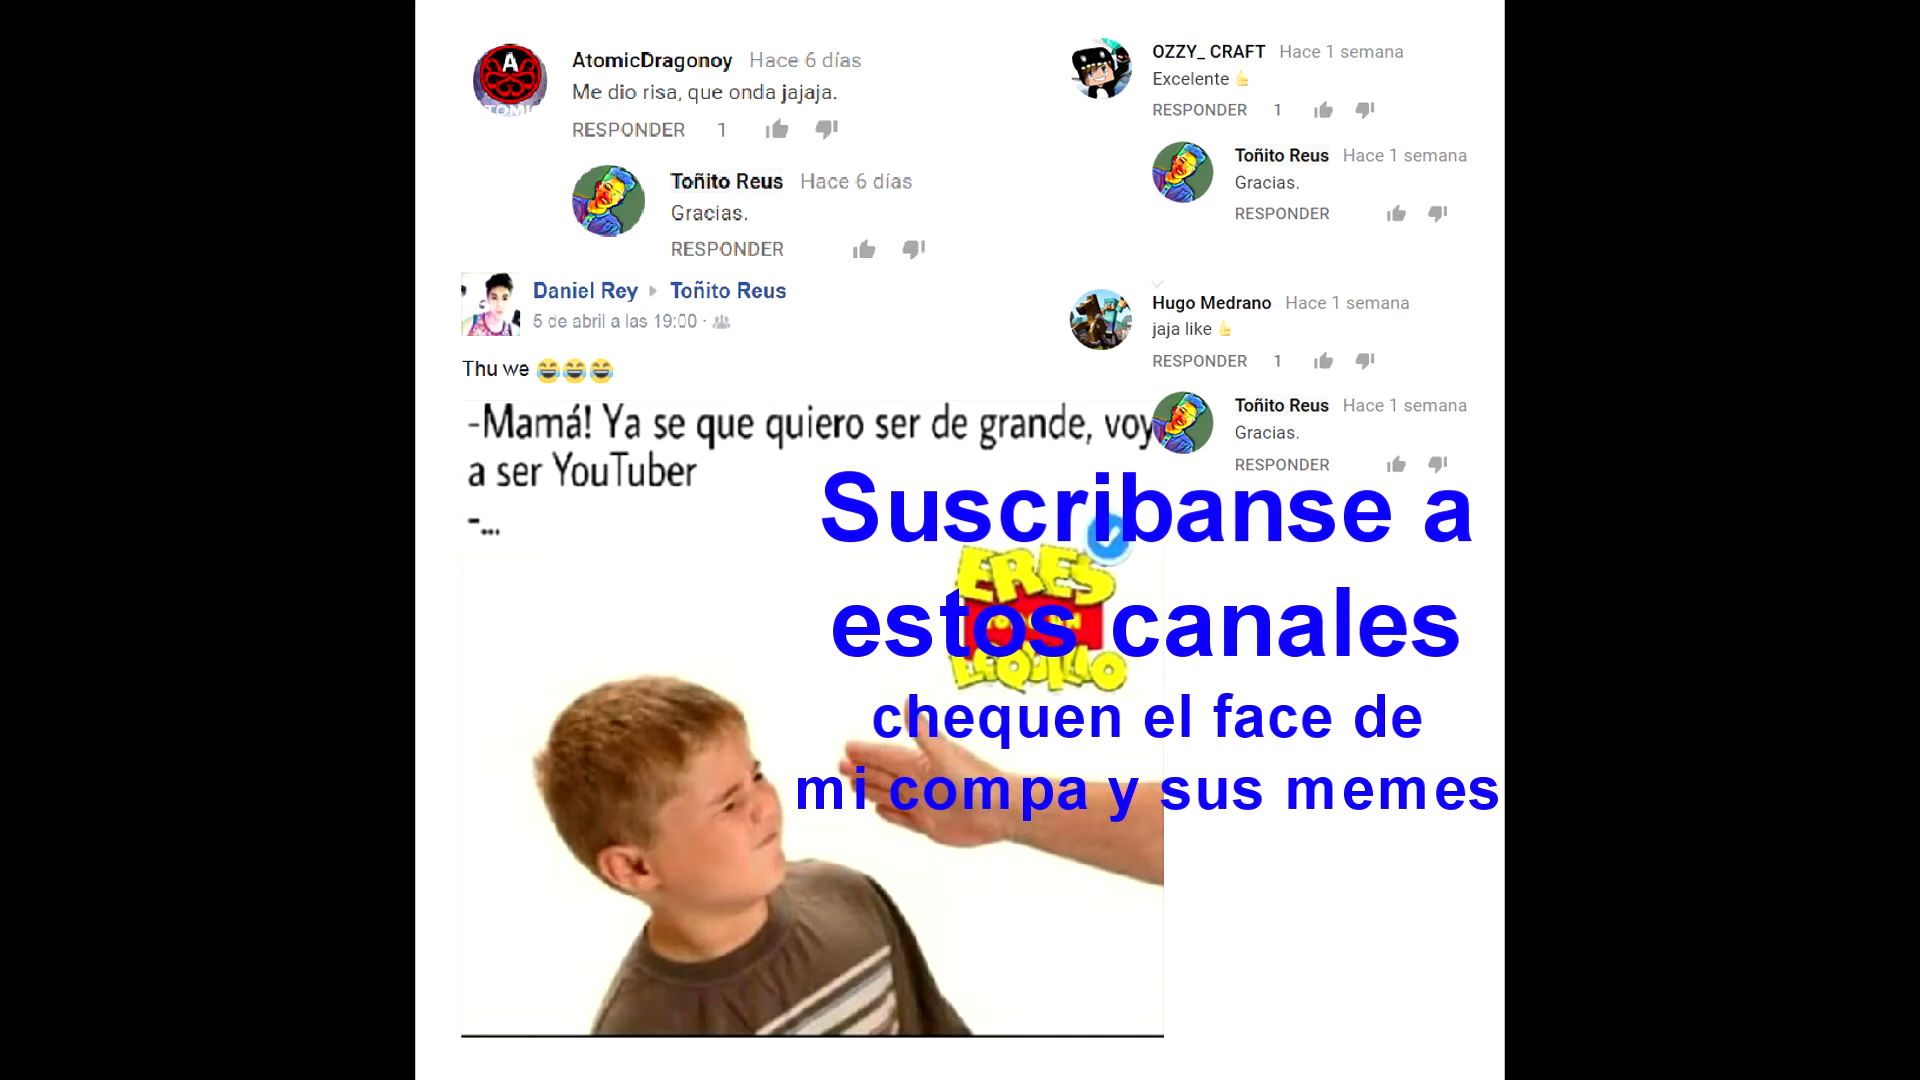 AtomicDragonoy Hace 6 días
Me dio risa, que onda jajaja.
RESPONDER 1
Toñito Reus Hace 6 días
Gracias.
RESPONDER
Daniel Rey Toñito Reus
5 de abril a las 19:00 ·
Thu we 😂😂😂
-Mamá! Ya se que quiero ser de grande, voy
a ser YouTuber
-...
OZZY_ CRAFT Hace 1 semana
Excelente 👍
RESPONDER 1
Toñito Reus Hace 1 semana
Gracias.
RESPONDER
Hugo Medrano Hace 1 semana
jaja like 👍
RESPONDER 1
Toñito Reus Hace 1 semana
Gracias.
RESPONDER
Suscribanse a
estos canales
chequen el face de
mi compa y sus memes
ERES
A